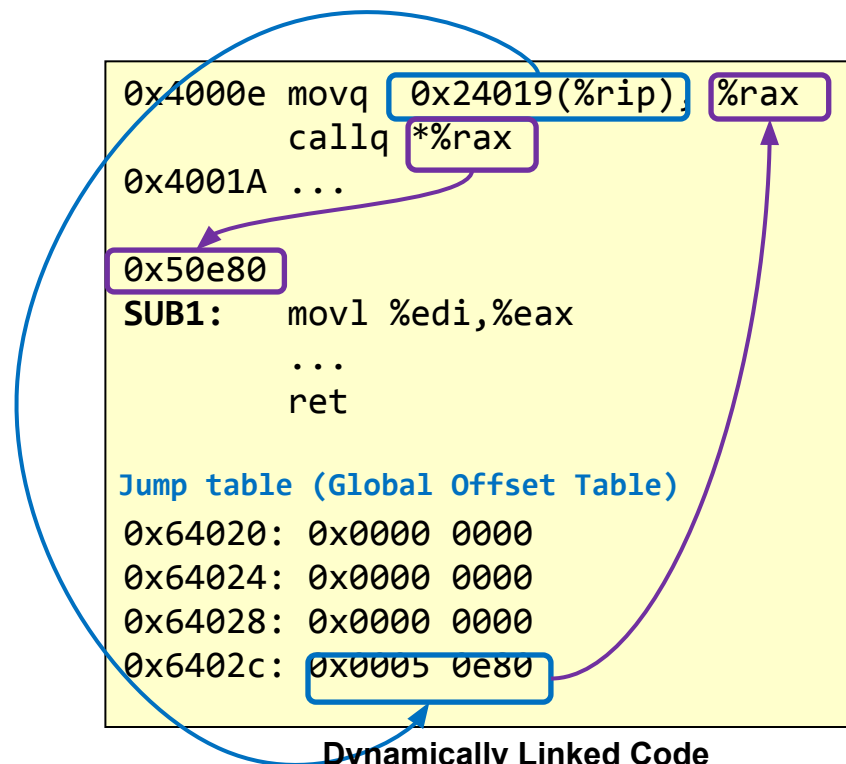 0x4000e movq 0x24019(%rip), %rax
callq *%rax
0x4001A ...
0x50e80
SUB1: movl %edi,%eax
...
ret
Jump table (Global Offset Table)
0x64020: 0x0000 0000
0x64024: 0x0000 0000
0x64028: 0x0000 0000
0x6402c: 0x0005 0e80
Dynamically Linked Code